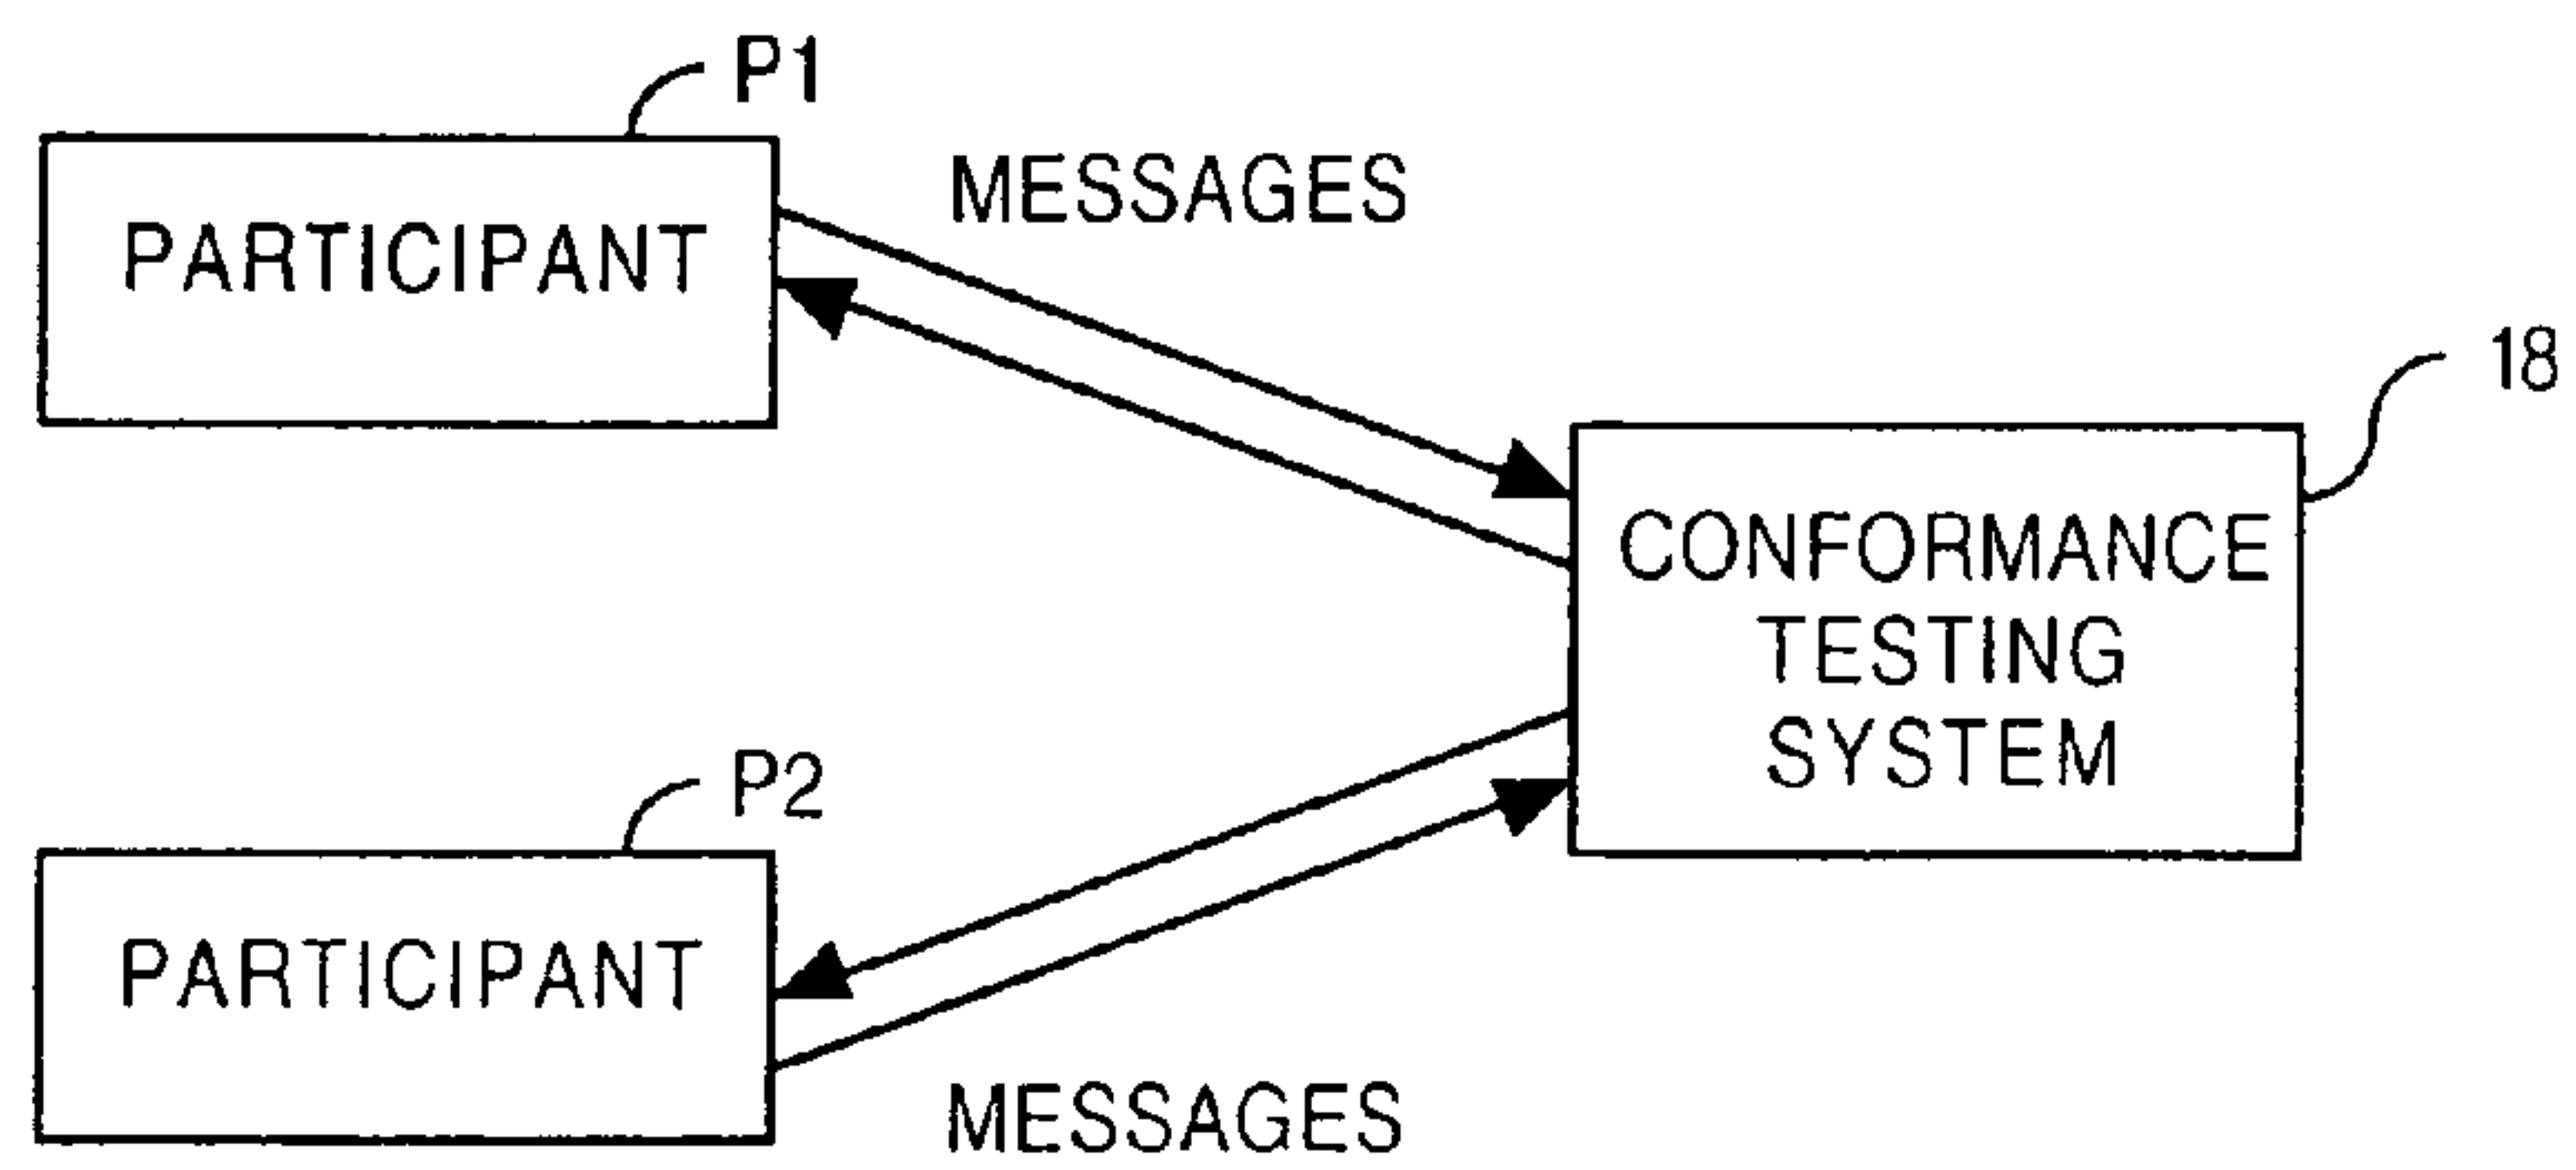 P1
PARTICIPANT
MESSAGES
18
CONFORMANCE
TESTING
SYSTEM
P2
PARTICIPANT
MESSAGES